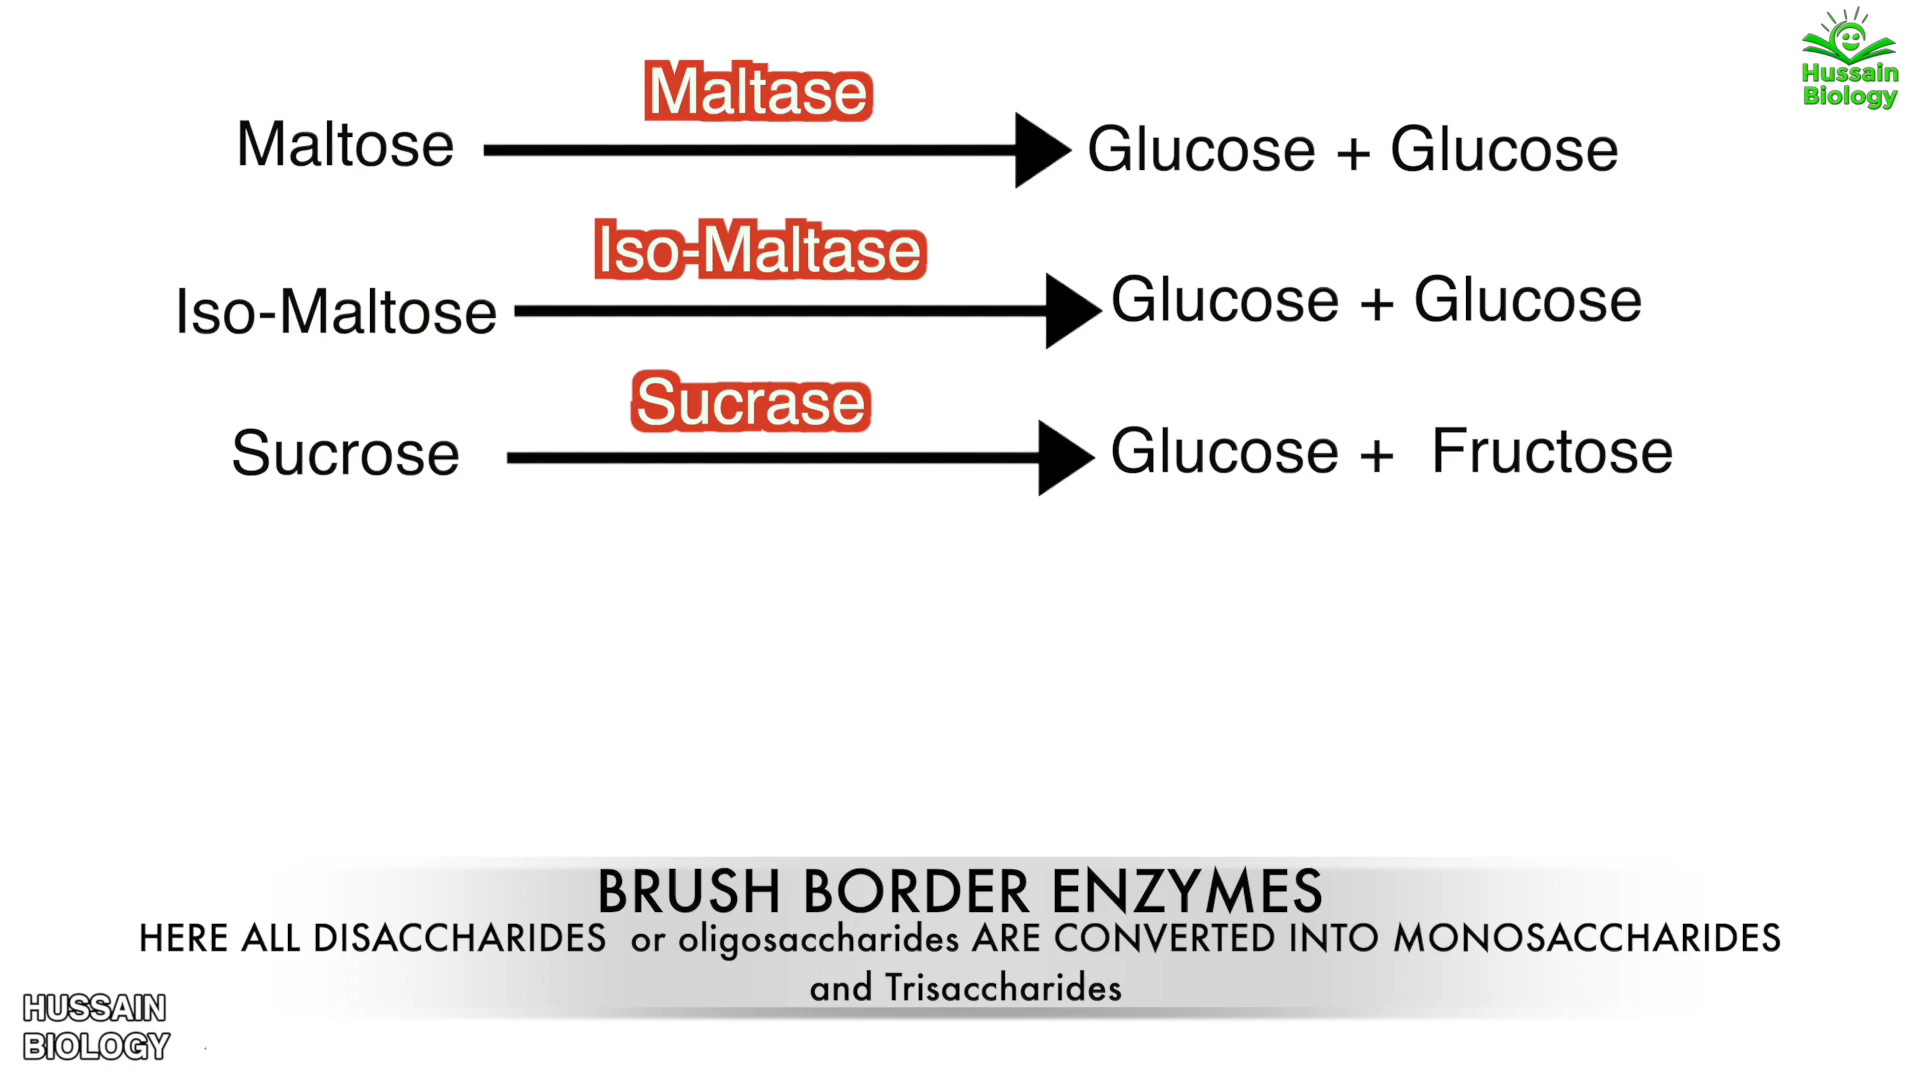 Hussain
Biology
Maltase
Maltose Glucose + Glucose
Iso-Maltase
Iso-Maltose Glucose + Glucose
Sucrase
Sucrose Glucose + Fructose
BRUSH BORDER ENZYMES
HERE ALL DISACCHARIDES or oligosaccharides ARE CONVERTED INTO MONOSACCHARIDES
and Trisaccharides
HUSSAIN
BIOLOGY